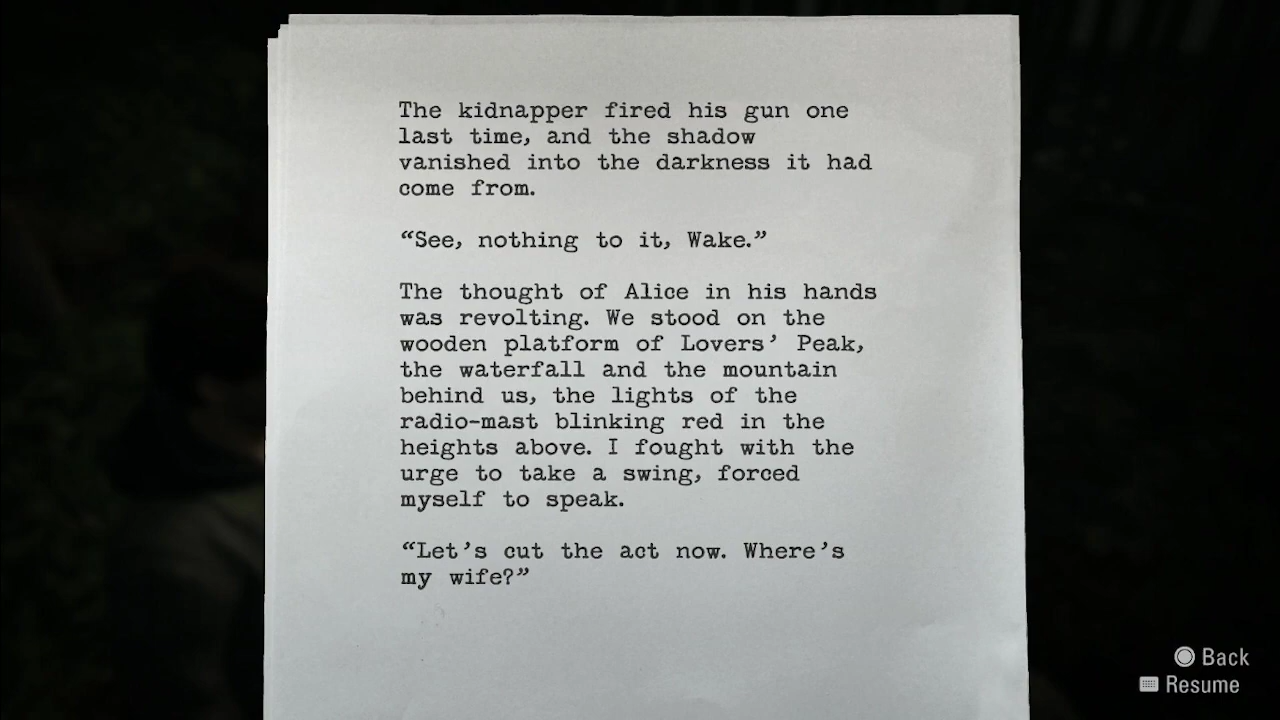 The kidnapper fired his gun one
last time, and the shadow
vanished into the darkness it had
come from.
“See, nothing to it, Wake.”
The thought of Alice in his hands
was revolting. We stood on the
wooden platform of Lovers’ Peak,
the waterfall and the mountain
behind us, the lights of the
radio-mast blinking red in the
heights above. I fought with the
urge to take a swing, forced
myself to speak.
“Let’s cut the act now. Where’s
my wife?”
Back
Resume